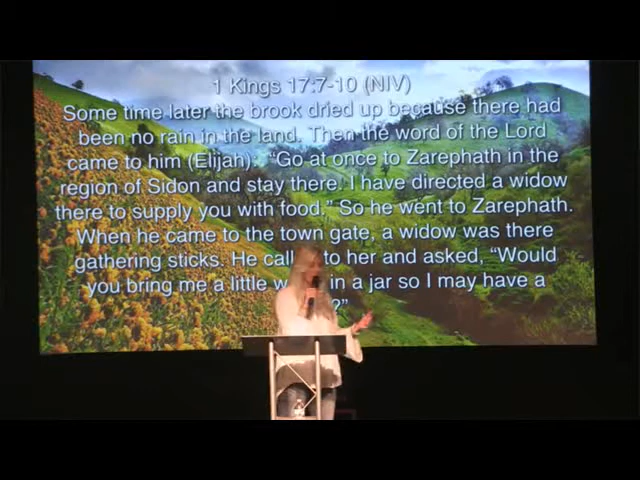 1 Kings 17:7-10 (NIV)
Some time later the brook dried up because there had
been no rain in the land. Then the word of the Lord
came to him (Elijah): "Go at once to Zarephath in the
region of Sidon and stay there. I have directed a widow
there to supply you with food." So he went to Zarephath.
When he came to the town gate, a widow was there
gathering sticks. He call to her and asked, "Would
you bring me a little w in a jar so I may have a
?"